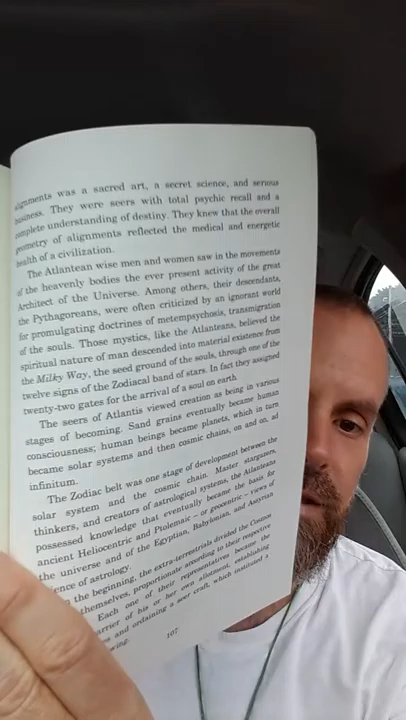 alignments was a sacred art, a secret science, and serious
business. They were seers with total psychic recall and a
complete understanding of destiny. They knew that the overall
geometry of alignments reflected the medical and energetic
health of a civilization.
The Atlantean wise men and women saw in the movements
of the heavenly bodies the ever present activity of the great
Architect of the Universe. Among others, their descendants,
the Pythagoreans, were often criticized by an ignorant world
for promulgating doctrines of metempsychosis, transmigration
of the souls. Those mystics, like the Atlanteans, believed the
spiritual nature of man descended into material existence from
the Milky Way, the seed ground of the souls, through one of the
twelve signs of the Zodiacal band of stars. In fact they assigned
twenty-two gates for the arrival of a soul on earth.
The seers of Atlantis viewed creation as being in various
stages of becoming. Sand grains eventually became human
consciousness; human beings became planets, which in turn
became solar systems and then cosmic chains, on and on, ad
infinitum.
The Zodiac belt was one stage of development between the
solar system and the cosmic chain. Master stargazers,
thinkers, and creators of astrological systems, the Atlanteans
possessed knowledge that eventually became the basis for
ancient Heliocentric and Ptolemaic – or geocentric – views of
the universe and of the Egyptian, Babylonian, and Assyrian
science of astrology.
the beginning, the extra-terrestrials divided the Cosmos
themselves, proportionate according to their respective
Each one of their representatives became the
carrier of his or her own allotment, establishing
and ordaining a seer craft, which instituted a
107